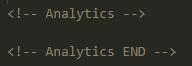 <!-- Analytics -->
<!-- Analytics END -->